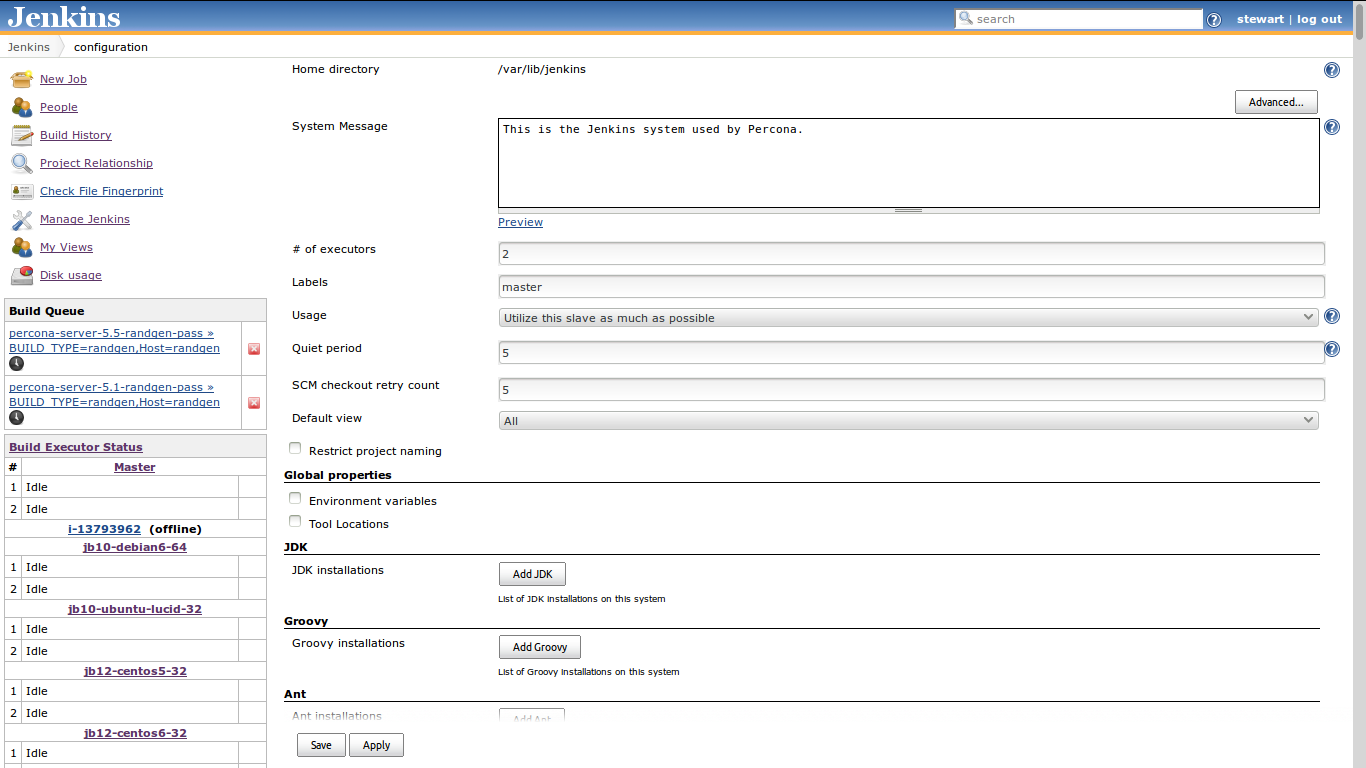 Jenkins
search
stewart | log out
Jenkins
configuration
New Job
People
Build History
Project Relationship
Check File Fingerprint
Manage Jenkins
My Views
Disk usage
Build Queue
percona-server-5.5-randgen-pass »
BUILD_TYPE=randgen,Host=randgen
percona-server-5.1-randgen-pass »
BUILD_TYPE=randgen,Host=randgen
Build Executor Status
# Master
1 Idle
2 Idle
i-13793962 (offline)
jb10-debian6-64
1 Idle
2 Idle
jb10-ubuntu-lucid-32
1 Idle
2 Idle
jb12-centos5-32
1 Idle
2 Idle
jb12-centos6-32
1 Idle
Home directory /var/lib/jenkins
Advanced...
System Message
This is the Jenkins system used by Percona.
Preview
# of executors 2
Labels master
Usage Utilize this slave as much as possible
Quiet period 5
SCM checkout retry count 5
Default view All
Restrict project naming
Global properties
Environment variables
Tool Locations
JDK
JDK installations Add JDK
List of JDK installations on this system
Groovy
Groovy installations Add Groovy
List of Groovy installations on this system
Ant
Ant installations Add Ant
Save Apply